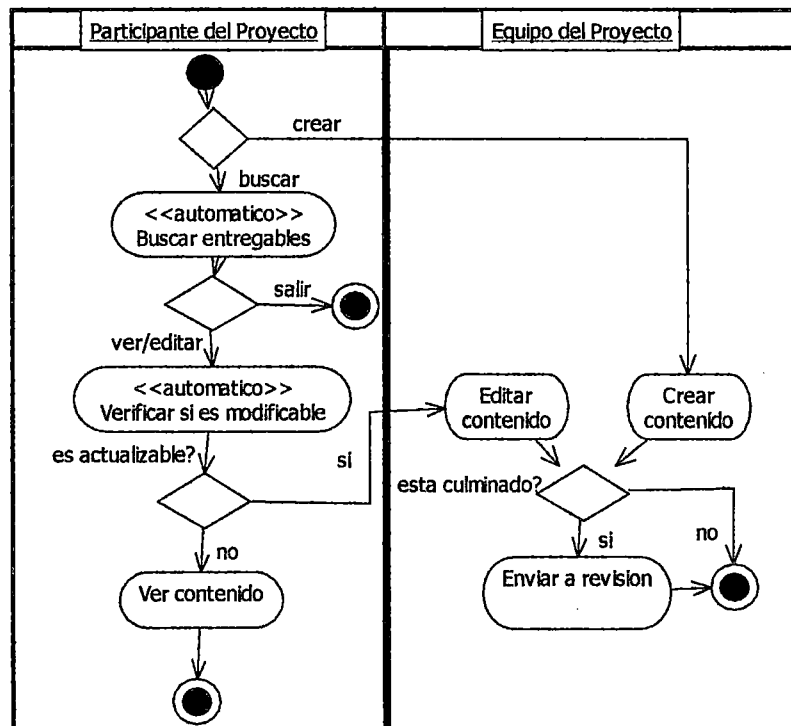 Participante del Proyecto
Equipo del Proyecto
crear
buscar
<<automatico>>
Buscar entregables
salir
ver/editar
<<automatico>>
Verificar si es modificable
Editar
contenido
Crear
contenido
es actualizable?
si
esta culminado?
si
no
no
Ver contenido
Enviar a revision